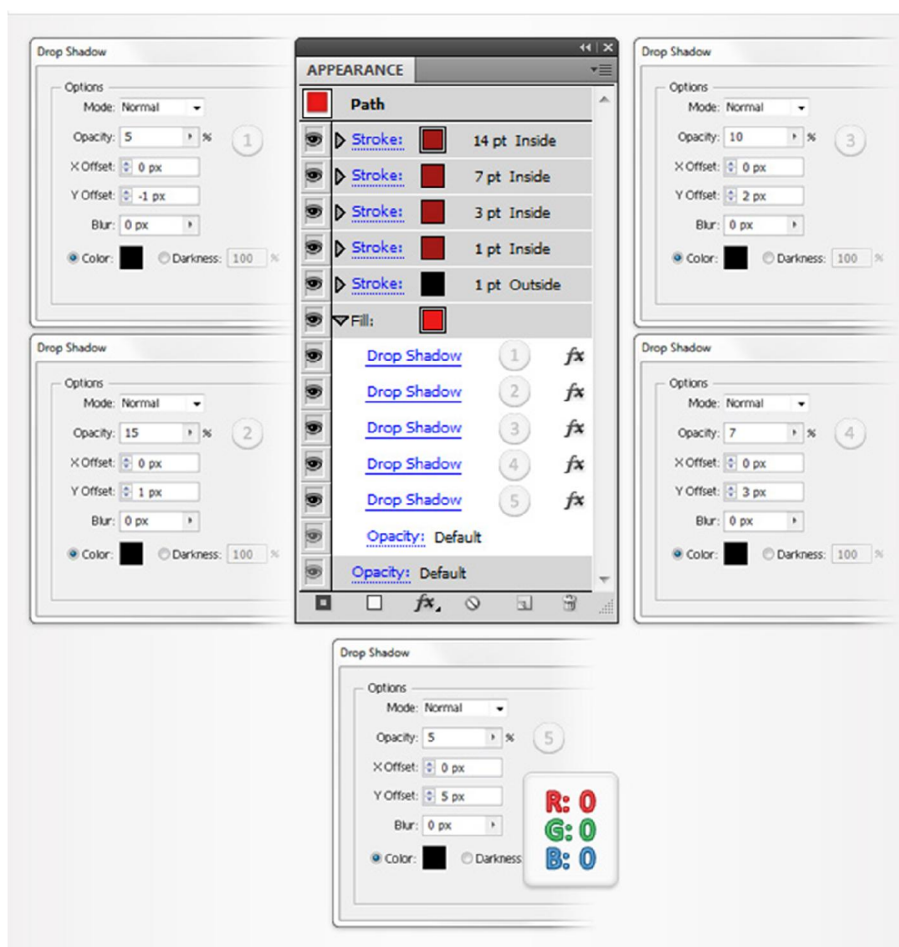 Drop Shadow
Options
Mode: Normal
Opacity: 5 %
1
X Offset: 0 px
Y Offset: -1 px
Blur: 0 px
Color: Darkness: 100 %
Drop Shadow
Options
Mode: Normal
Opacity: 15 %
2
X Offset: 0 px
Y Offset: 1 px
Blur: 0 px
Color: Darkness: 100 %
APPEARANCE
Path
Stroke: 14 pt Inside
Stroke: 7 pt Inside
Stroke: 3 pt Inside
Stroke: 1 pt Inside
Stroke: 1 pt Outside
Fill:
Drop Shadow 1 fx
Drop Shadow 2 fx
Drop Shadow 3 fx
Drop Shadow 4 fx
Drop Shadow 5 fx
Opacity: Default
Opacity: Default
fx
Drop Shadow
Options
Mode: Normal
Opacity: 10 %
3
X Offset: 0 px
Y Offset: 2 px
Blur: 0 px
Color: Darkness: 100 %
Drop Shadow
Options
Mode: Normal
Opacity: 7 %
4
X Offset: 0 px
Y Offset: 3 px
Blur: 0 px
Color: Darkness: 100 %
Drop Shadow
Options
Mode: Normal
Opacity: 5 %
5
X Offset: 0 px
Y Offset: 5 px
Blur: 0 px
Color: Darkness
R: 0
G: 0
B: 0